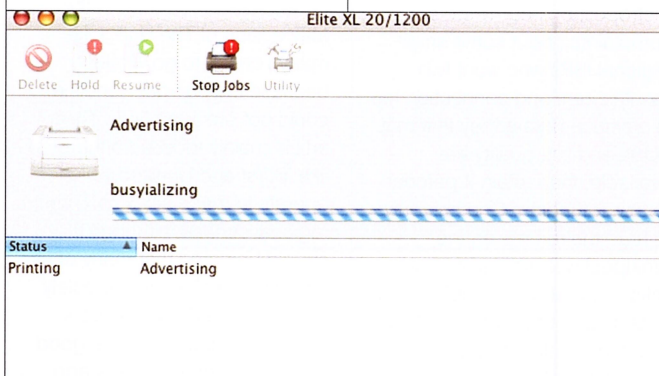 Elite XL 20/1200
Delete Hold Resume Stop Jobs Utility
Advertising
busyializing
Status Name
Printing Advertising